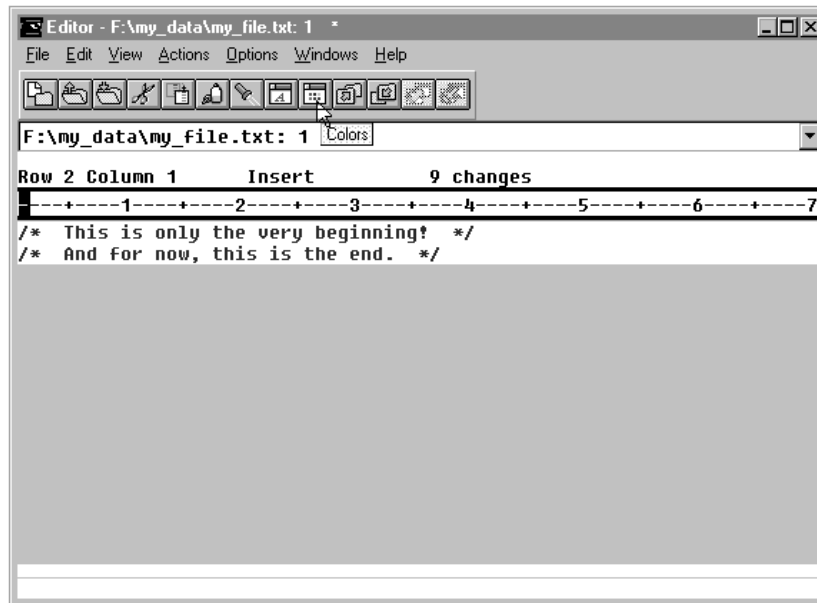 Editor - F:\my_data\my_file.txt: 1 *
File Edit View Actions Options Windows Help
F:\my_data\my_file.txt: 1
Colors
Row 2 Column 1 Insert 9 changes
----+----1----+----2----+----3----+----4----+----5----+----6----+----7
/* This is only the very beginning! */
/* And for now, this is the end. */